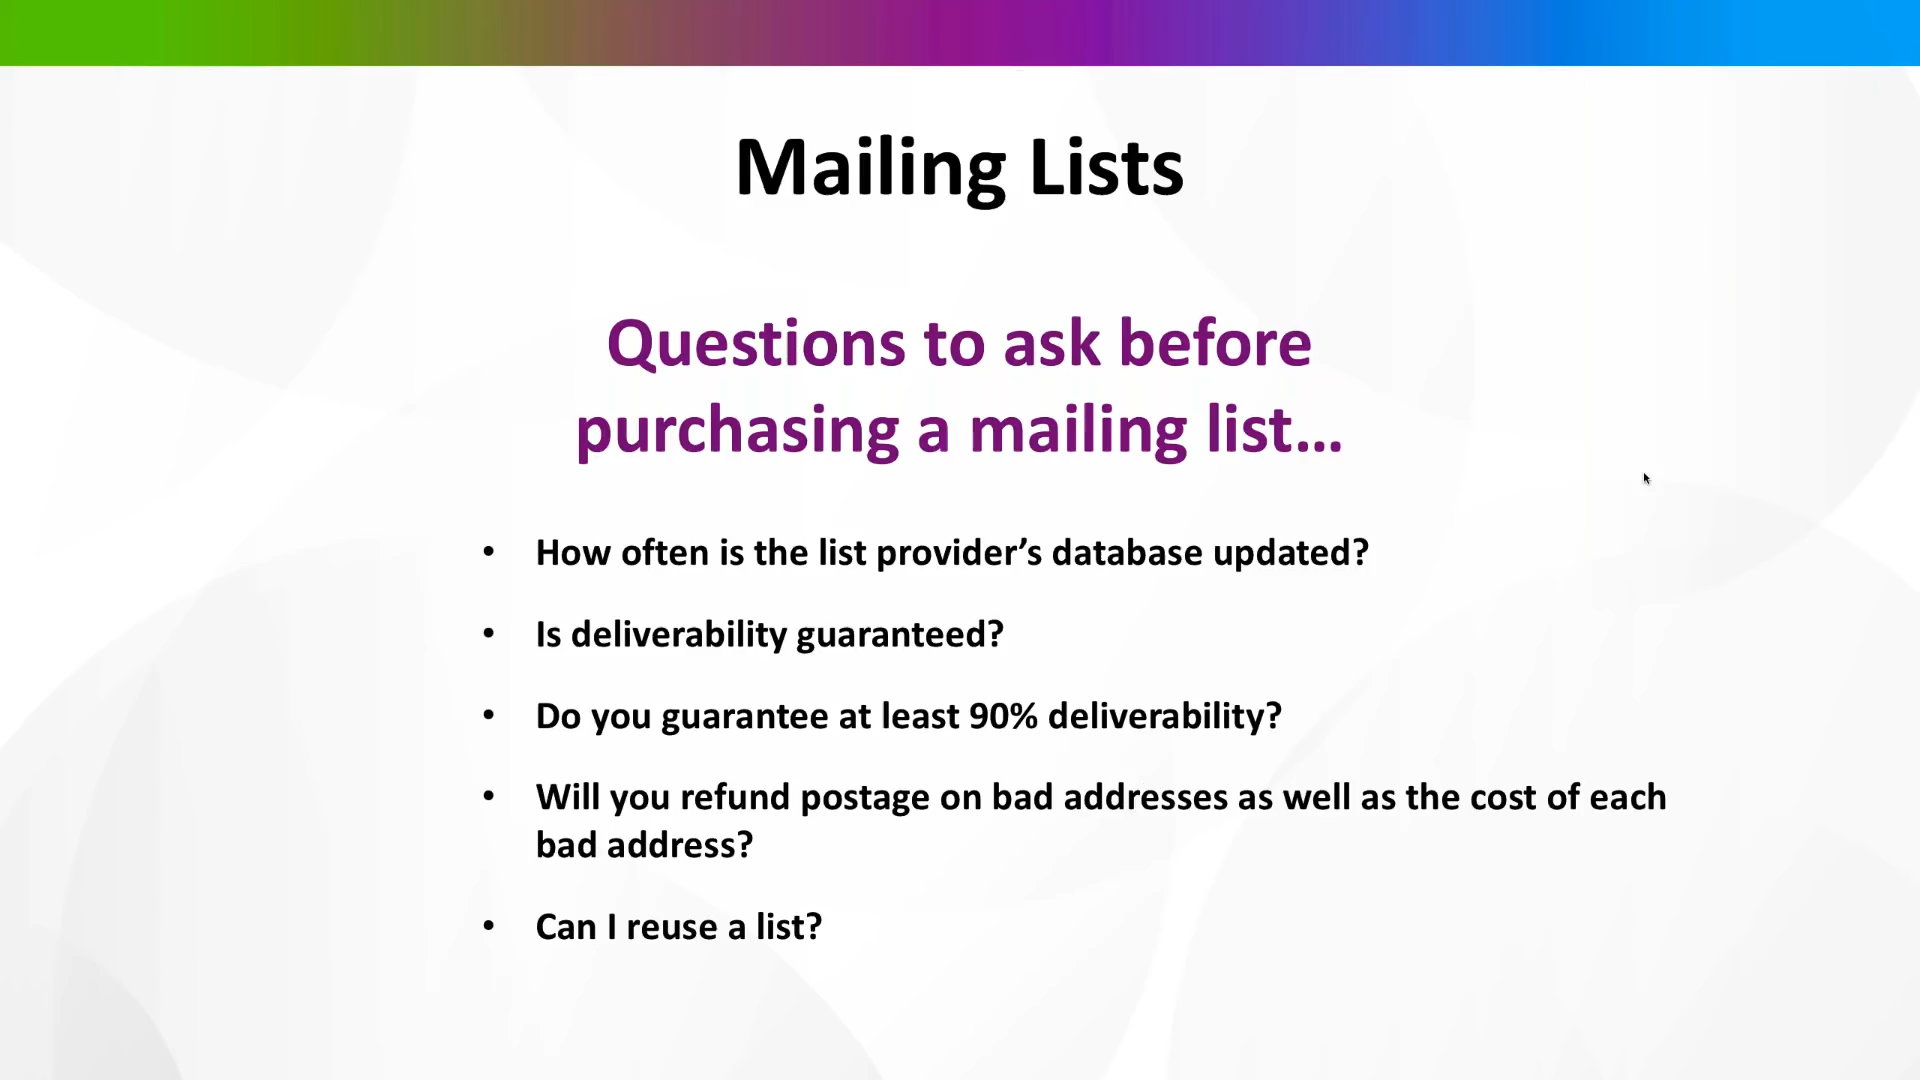 Mailing Lists
Questions to ask before
purchasing a mailing list...
• How often is the list provider’s database updated?
• Is deliverability guaranteed?
• Do you guarantee at least 90% deliverability?
• Will you refund postage on bad addresses as well as the cost of each
bad address?
• Can I reuse a list?